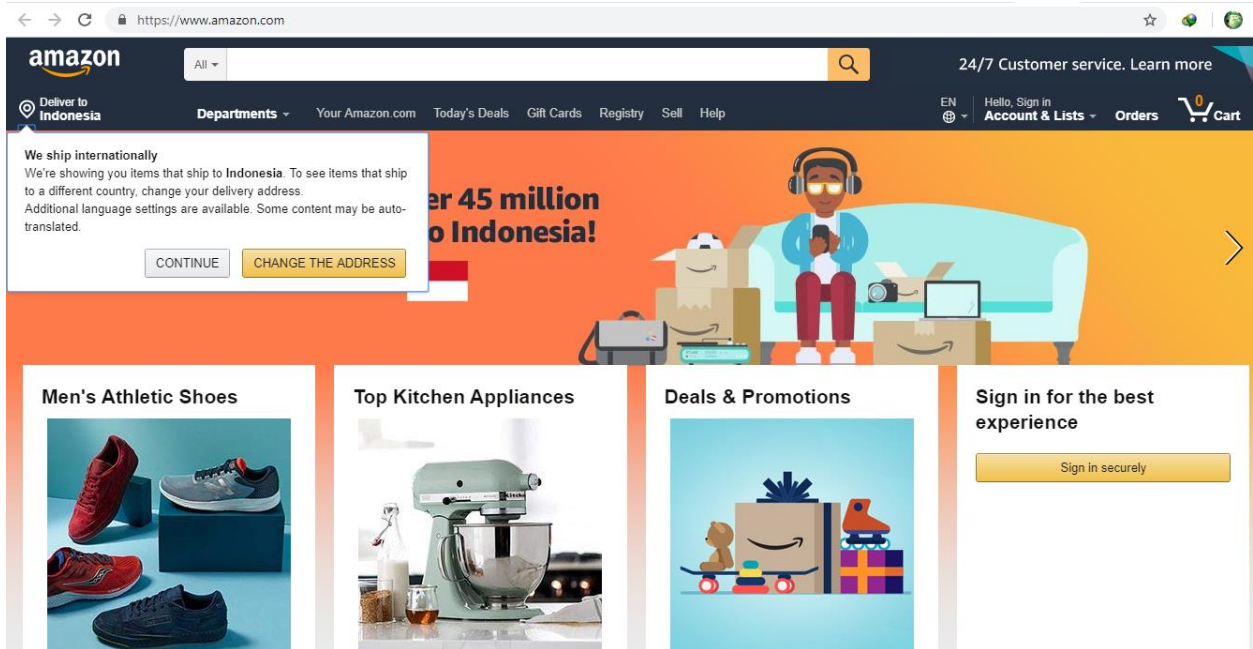 https://www.amazon.com
amazon
All
24/7 Customer service. Learn more
Deliver to
Indonesia
Departments
Your Amazon.com
Today's Deals
Gift Cards
Registry
Sell
Help
EN
Hello, Sign in
Account & Lists
Orders
0
Cart
We ship internationally
We're showing you items that ship to Indonesia. To see items that ship
to a different country, change your delivery address.
Additional language settings are available. Some content may be auto-
translated.
CONTINUE
CHANGE THE ADDRESS
er 45 million
o Indonesia!
Men's Athletic Shoes
Top Kitchen Appliances
Deals & Promotions
Sign in for the best
experience
Sign in securely